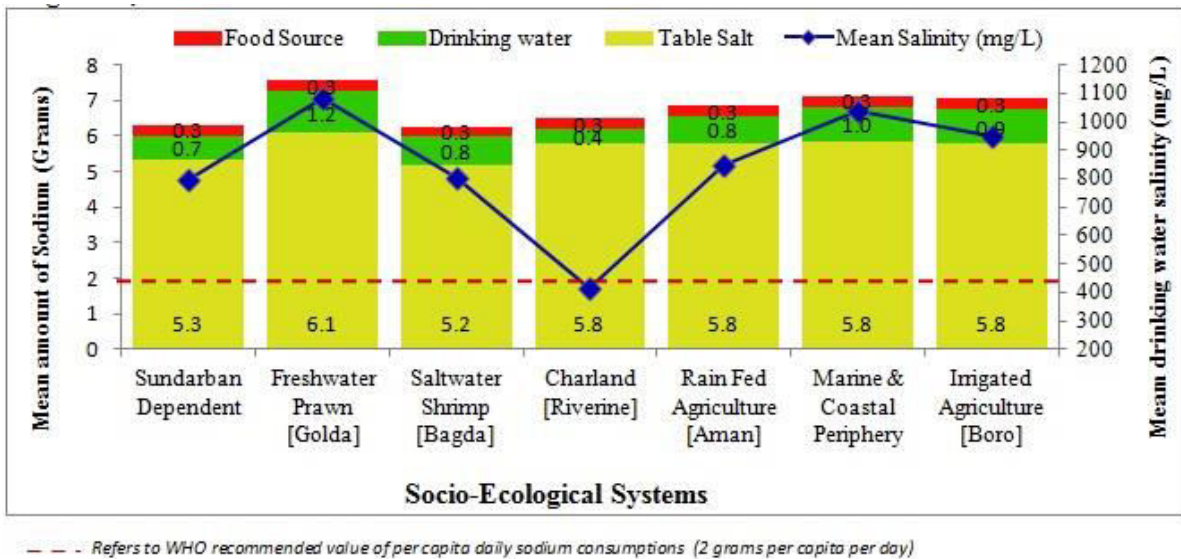 Food Source Drinking water Table Salt Mean Salinity (mg/L)
Mean amount of Sodium (Grams)
8
7
6
5
4
3
2
1
0
0.3
0.7
5.3
0.3
1.2
6.1
0.3
0.8
5.2
0.3
0.4
5.8
0.3
0.8
5.8
0.3
1.0
5.8
0.3
0.9
5.8
1200
1100
1000
900
800
700
600
500
400
300
200
Mean drinking water salinity (mg/L)
Sundarban
Dependent
Freshwater
Prawn
[Golda]
Saltwater
Shrimp
[Bagda]
Charland
[Riverine]
Rain Fed
Agriculture
[Aman]
Marine &
Coastal
Periphery
Irrigated
Agriculture
[Boro]
Socio-Ecological Systems
Refers to WHO recommended value of per capita daily sodium consumptions (2 grams per capita per day)